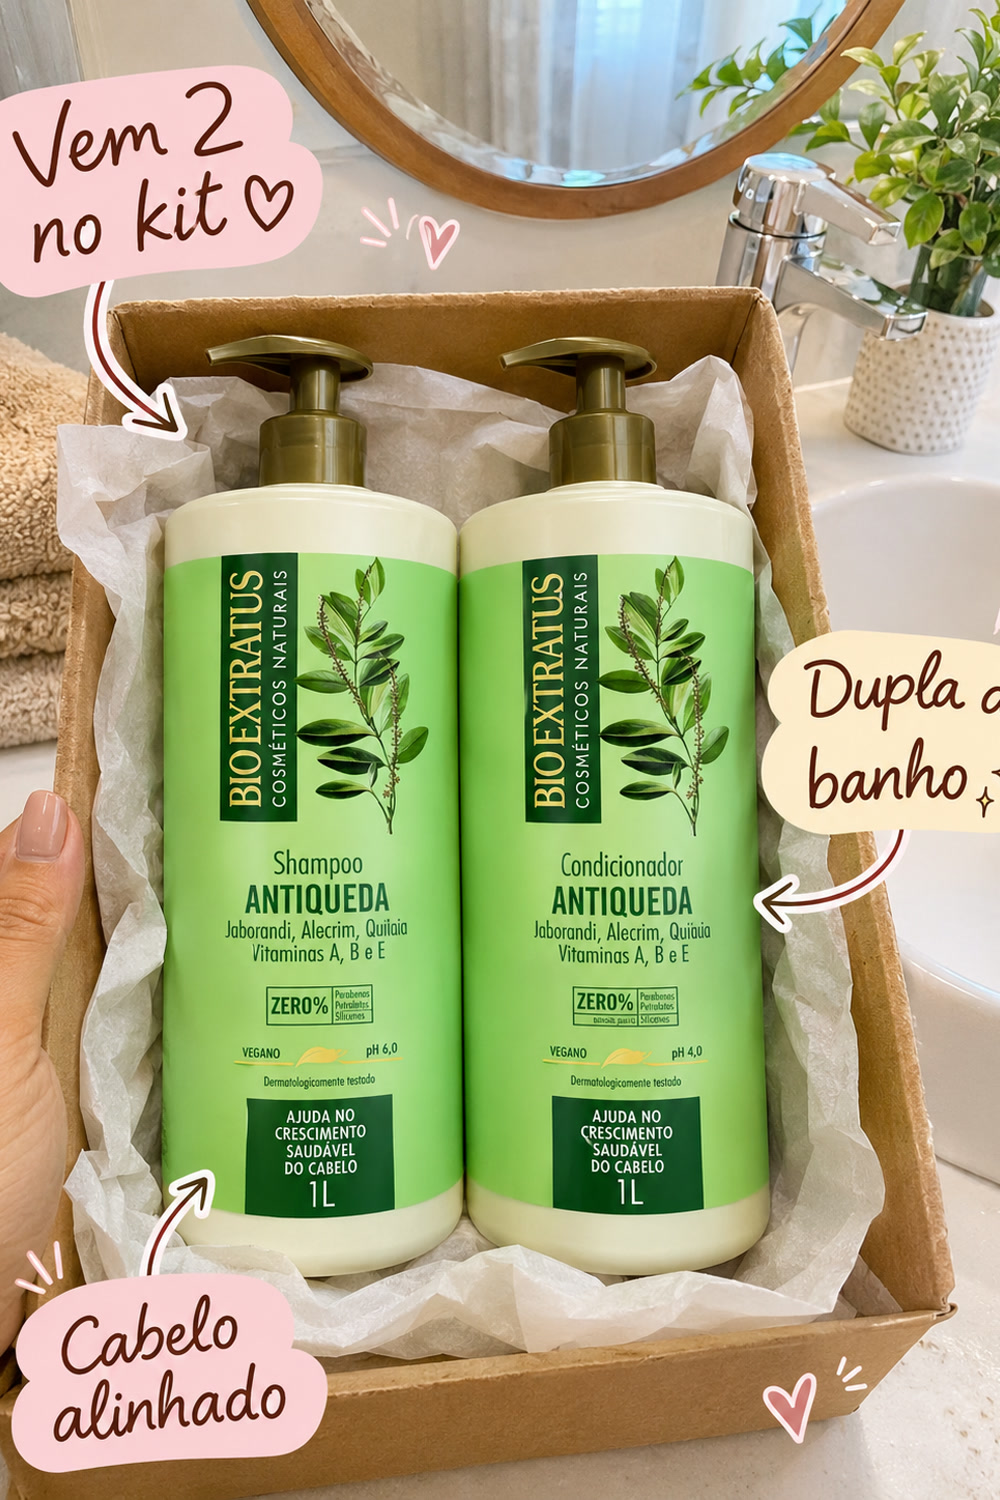 Vem 2
no kit
BIO EXTRATUS
COSMÉTICOS NATURAIS
Shampoo
ANTIQUEDA
Jaborandi, Alecrim, Quilaia
Vitaminas A, B e E
ZERO%
Parabenos
Petrolatos
Silicones
VEGANO
pH 6,0
Dermatologicamente testado
AJUDA NO
CRESCIMENTO
SAUDÁVEL
DO CABELO
1L
BIO EXTRATUS
COSMÉTICOS NATURAIS
Condicionador
ANTIQUEDA
Jaborandi, Alecrim,
Vitaminas A, B e E
ZERO%
Parabenos
Petrolatos
Silicones
VEGANO
pH 4,0
Dermatologicamente testado
AJUDA NO
CRESCIMENTO
SAUDÁVEL
DO CABELO
1L
Dupla d
banho
Cabelo
alinhado